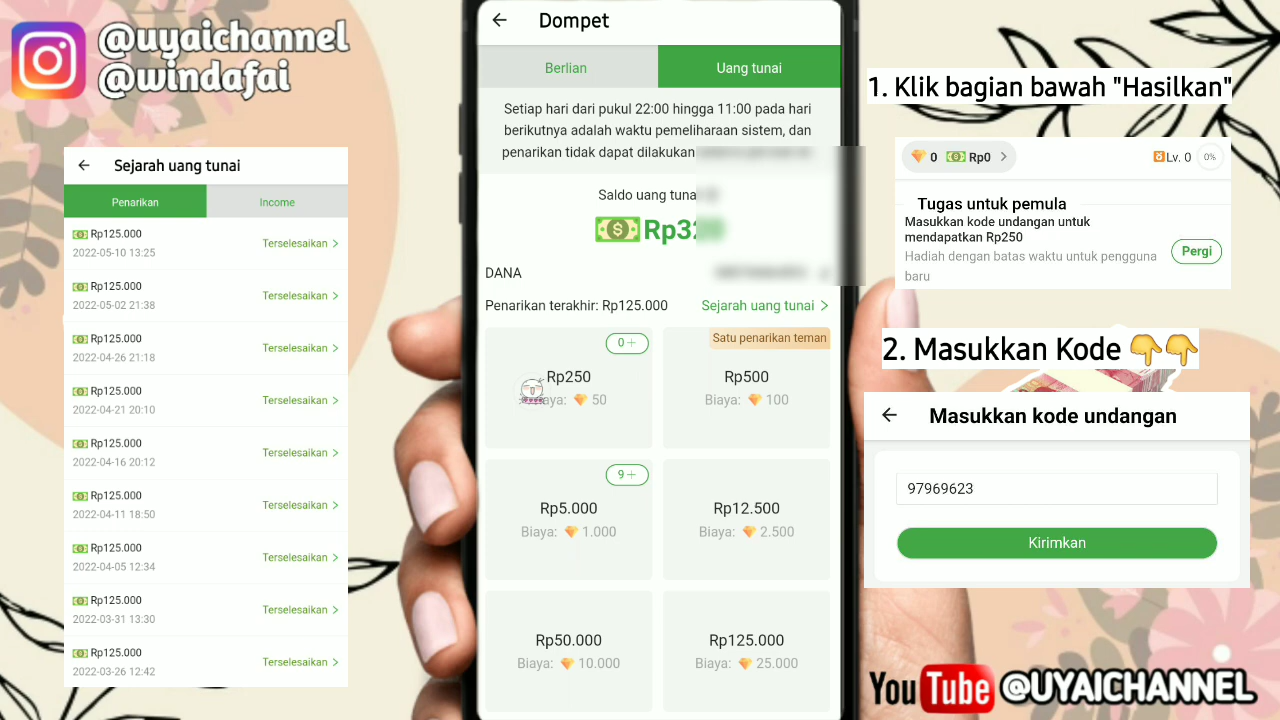 @uyaichannel
@windafai
Sejarah uang tunai
Penarikan
Income
Rp125.000
2022-05-10 13:25
Terselesaikan
Rp125.000
2022-05-02 21:38
Terselesaikan
Rp125.000
2022-04-26 21:18
Terselesaikan
Rp125.000
2022-04-21 20:10
Terselesaikan
Rp125.000
2022-04-16 20:12
Terselesaikan
Rp125.000
2022-04-11 18:50
Terselesaikan
Rp125.000
2022-04-05 12:34
Terselesaikan
Rp125.000
2022-03-31 13:30
Terselesaikan
Rp125.000
2022-03-26 12:42
Terselesaikan
Dompet
Berlian
Uang tunai
Setiap hari dari pukul 22:00 hingga 11:00 pada hari
berikutnya adalah waktu pemeliharaan sistem, dan
penarikan tidak dapat dilakukan
Saldo uang tunai
DANA
Penarikan terakhir: Rp125.000
Sejarah uang tunai
0+
Rp250
Biaya: 50
Satu penarikan teman
Rp500
Biaya: 100
9+
Rp5.000
Biaya: 1.000
Rp12.500
Biaya: 2.500
Rp50.000
Biaya: 10.000
Rp125.000
Biaya: 25.000
1. Klik bagian bawah "Hasilkan"
0 Rp0
Lv. 0 0%
Tugas untuk pemula
Masukkan kode undangan untuk
mendapatkan Rp250
Hadiah dengan batas waktu untuk pengguna
baru
Pergi
2. Masukkan Kode 👇👇
Masukkan kode undangan
97969623
Kirimkan
YouTube @UYAICHANNEL